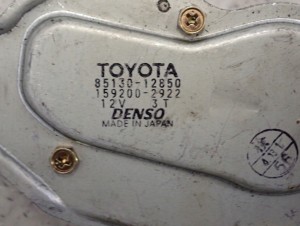 TOYOTA
85130-12850
159200-2922
12V 3T
DENSO
MADE IN JAPAN